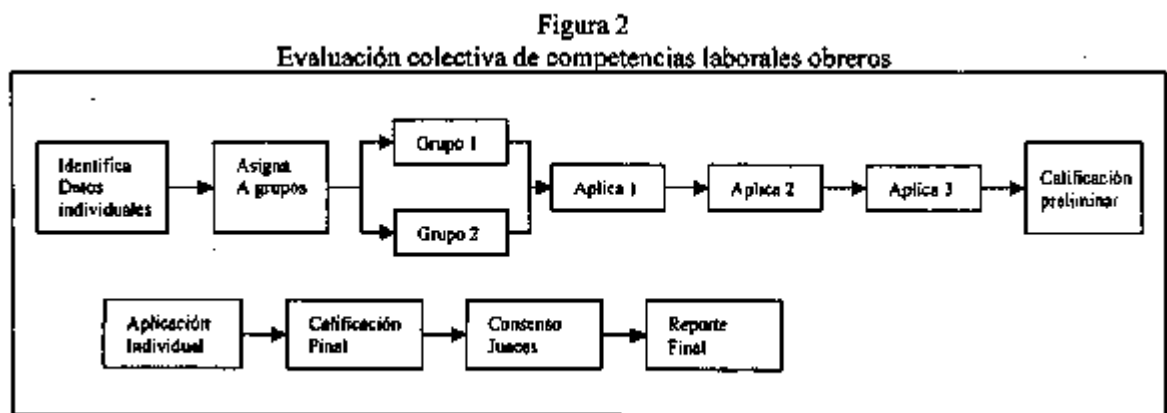 Figura 2
Evaluación colectiva de competencias laborales obreros
Identifica
Datos
individuales
Asigna
A grupos
Grupo 1
Grupo 2
Aplica 1
Aplica 2
Aplica 3
Calificación
preliminar
Aplicación
Individual
Calificación
Final
Consenso
Jueces
Reporte
Final